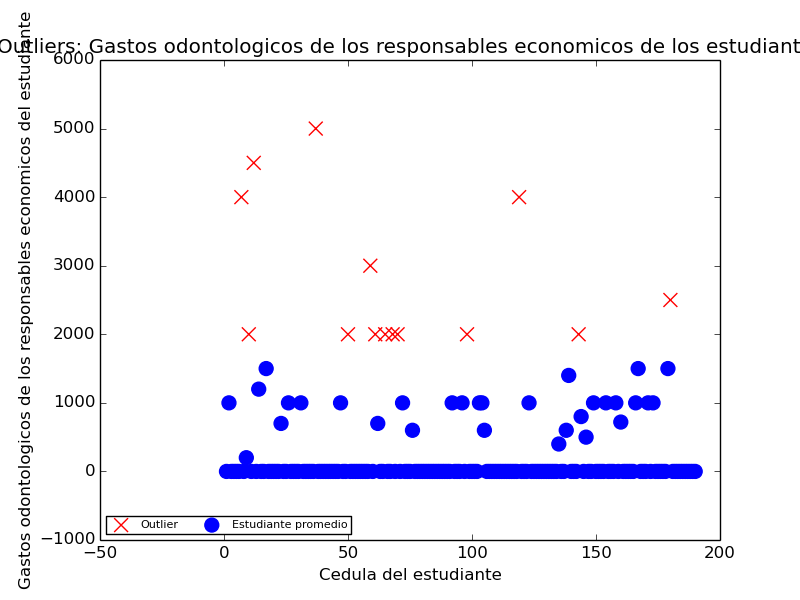 Outliers: Gastos odontologicos de los responsables economicos de los estudiant
Gastos odontologicos de los responsables economicos del estudiante
6000
5000
4000
3000
2000
1000
0
−1000
−50
0
50
100
150
200
Outlier
Estudiante promedio
Cedula del estudiante